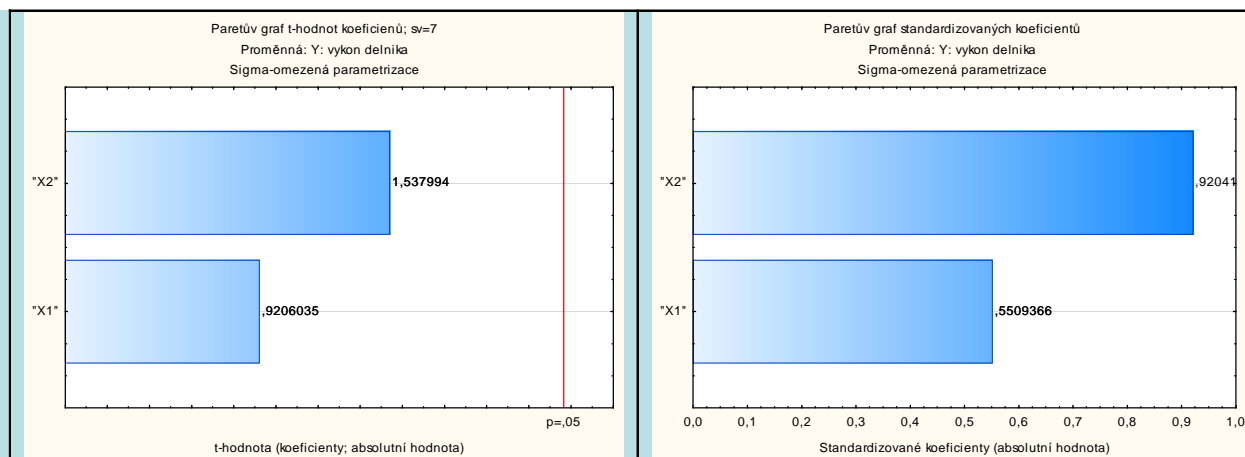 Paretův graf t-hodnot koeficienů; sv=7
Proměnná: Y: vykon delnika
Sigma-omezená parametrizace
"X2"
1,537994
"X1"
,9206035
p=,05
t-hodnota (koeficienty; absolutní hodnota)
Paretův graf standardizovaných koeficientů
Proměnná: Y: vykon delnika
Sigma-omezená parametrizace
"X2"
,92041
"X1"
,5509366
0,0 0,1 0,2 0,3 0,4 0,5 0,6 0,7 0,8 0,9 1,0
Standardizované koeficienty (absolutní hodnota)